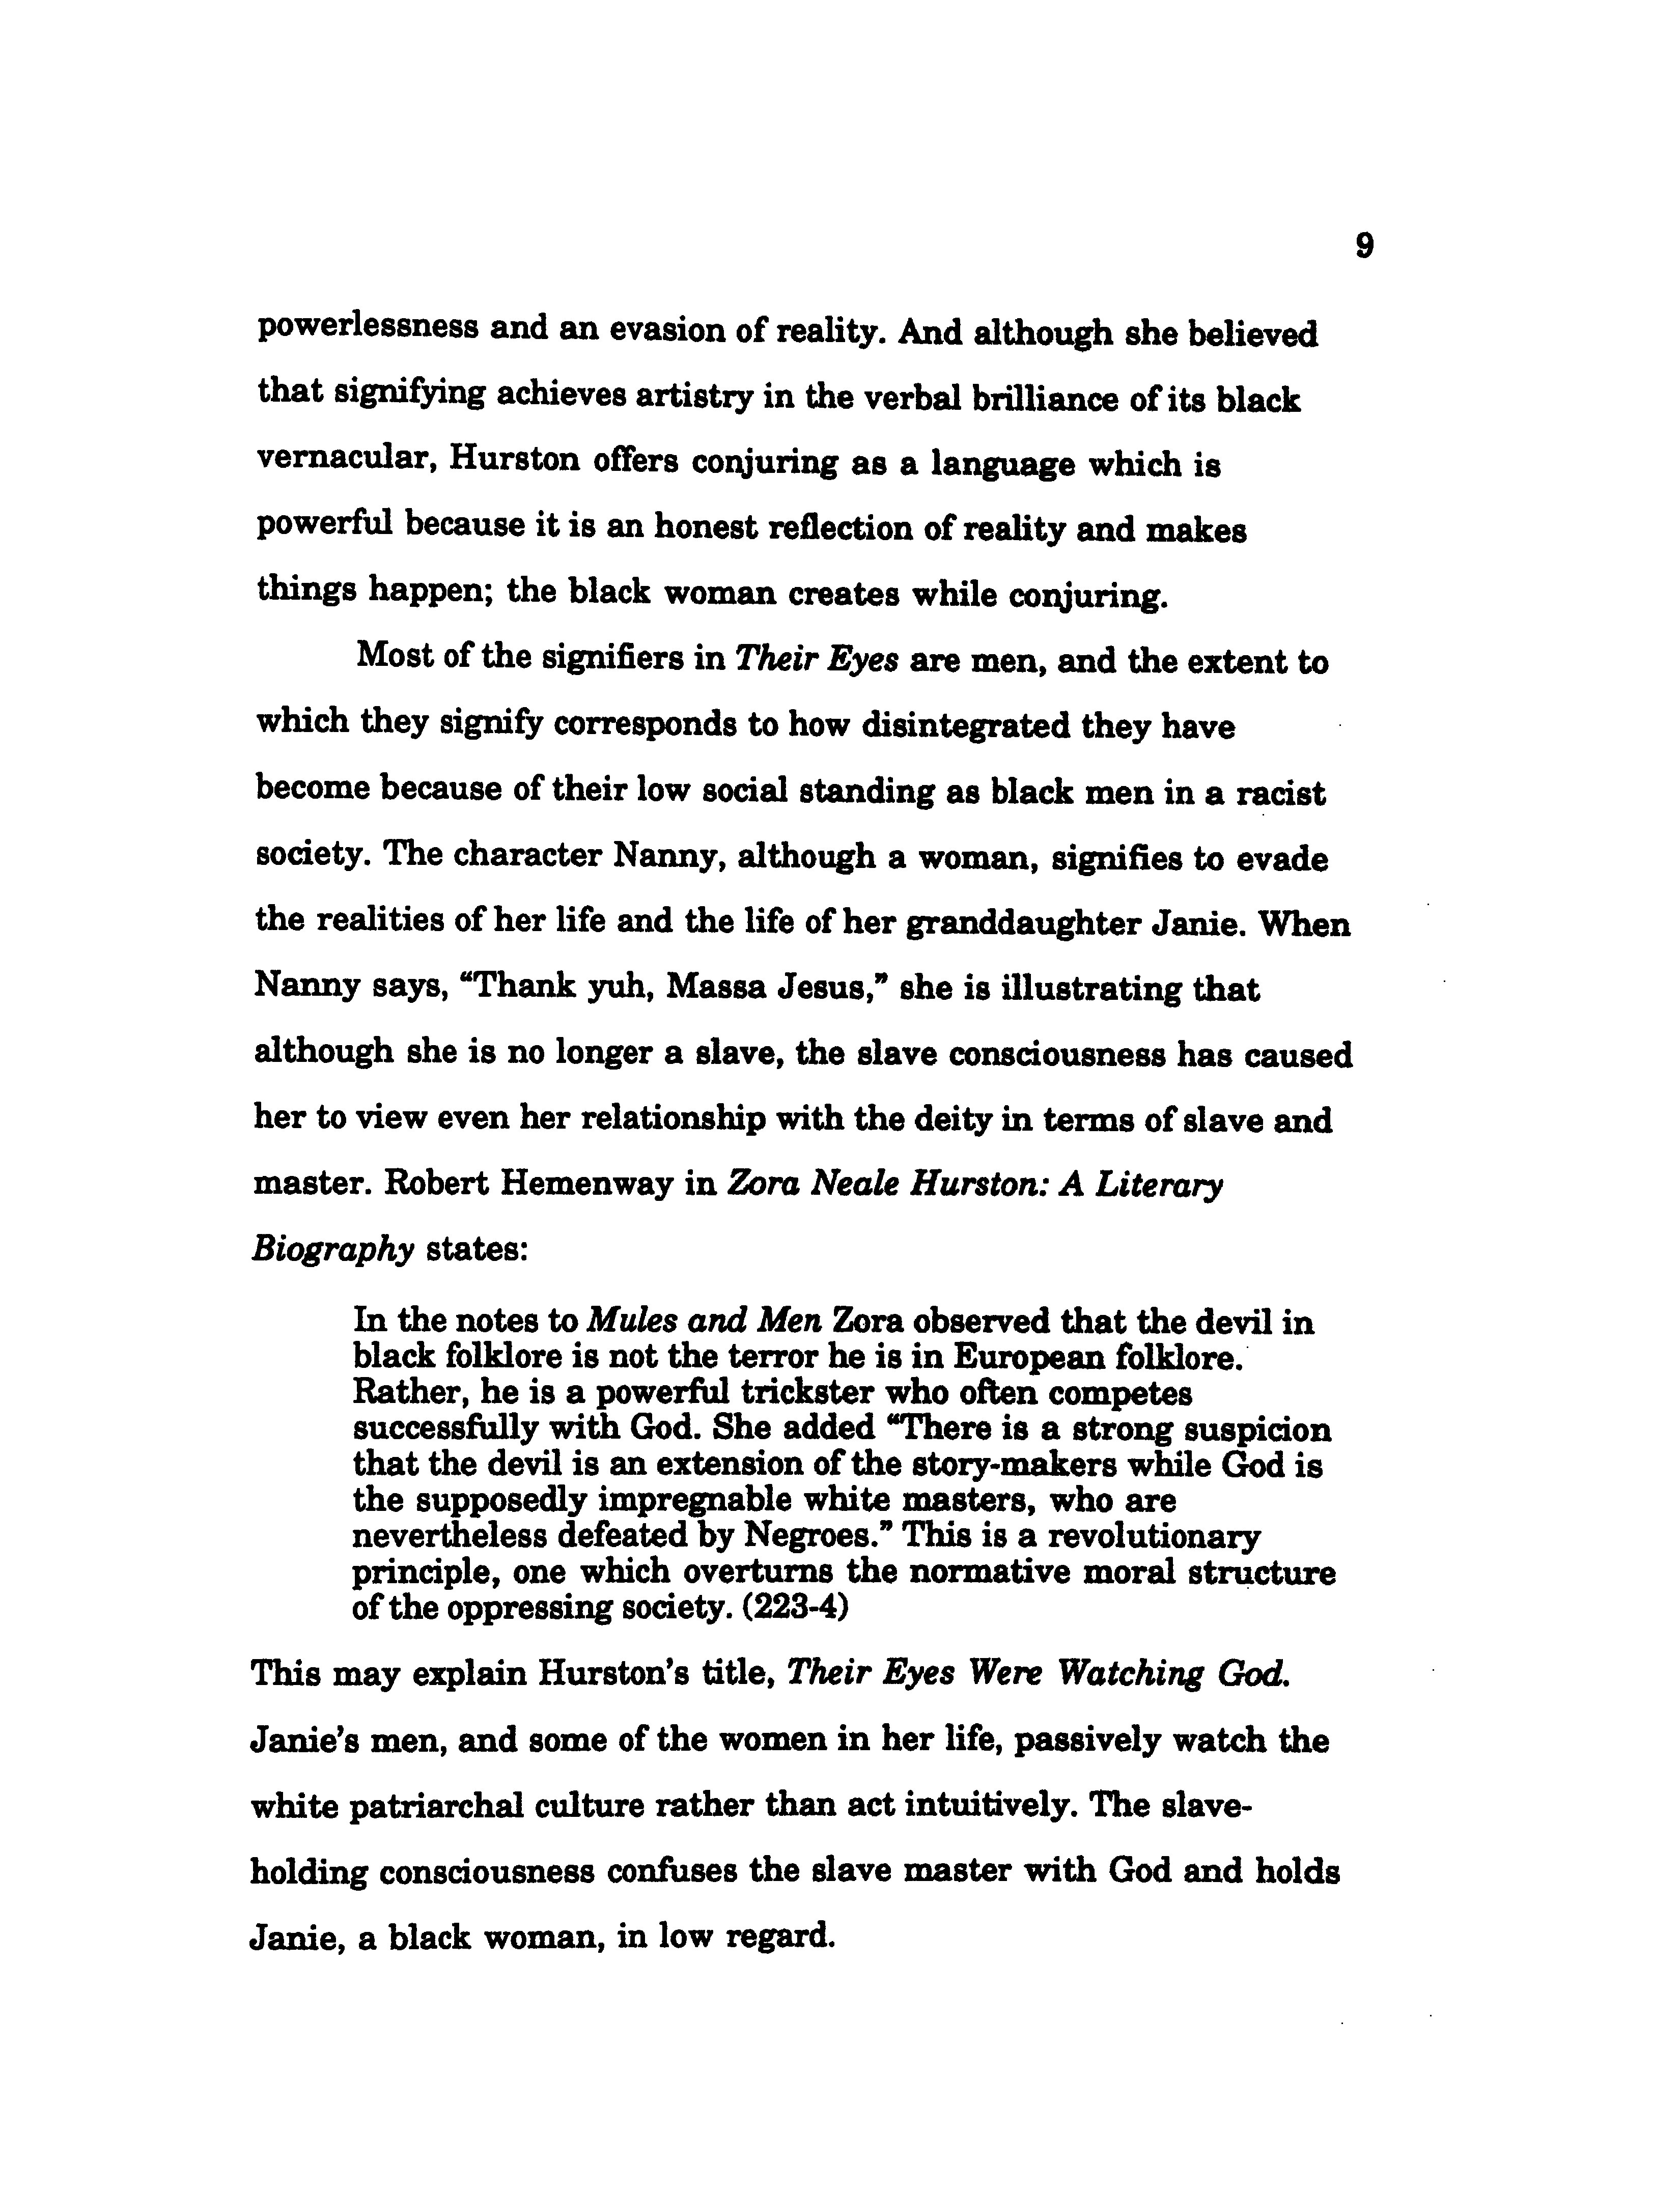 9
powerlessness and an evasion of reality. And although she believed
that signifying achieves artistry in the verbal brilliance of its black
vernacular, Hurston offers conjuring as a language which is
powerful because it is an honest reflection of reality and makes
things happen; the black woman creates while conjuring.
Most of the signifiers in Their Eyes are men, and the extent to
which they signify corresponds to how disintegrated they have
become because of their low social standing as black men in a racist
society. The character Nanny, although a woman, signifies to evade
the realities of her life and the life of her granddaughter Janie. When
Nanny says, “Thank yuh, Massa Jesus,” she is illustrating that
although she is no longer a slave, the slave consciousness has caused
her to view even her relationship with the deity in terms of slave and
master. Robert Hemenway in Zora Neale Hurston: A Literary
Biography states:
In the notes to Mules and Men Zora observed that the devil in
black folklore is not the terror he is in European folklore.
Rather, he is a powerful trickster who often competes
successfully with God. She added “There is a strong suspicion
that the devil is an extension of the story-makers while God is
the supposedly impregnable white masters, who are
nevertheless defeated by Negroes.” This is a revolutionary
principle, one which overturns the normative moral structure
of the oppressing society. (223-4)
This may explain Hurston’s title, Their Eyes Were Watching God.
Janie’s men, and some of the women in her life, passively watch the
white patriarchal culture rather than act intuitively. The slave-
holding consciousness confuses the slave master with God and holds
Janie, a black woman, in low regard.